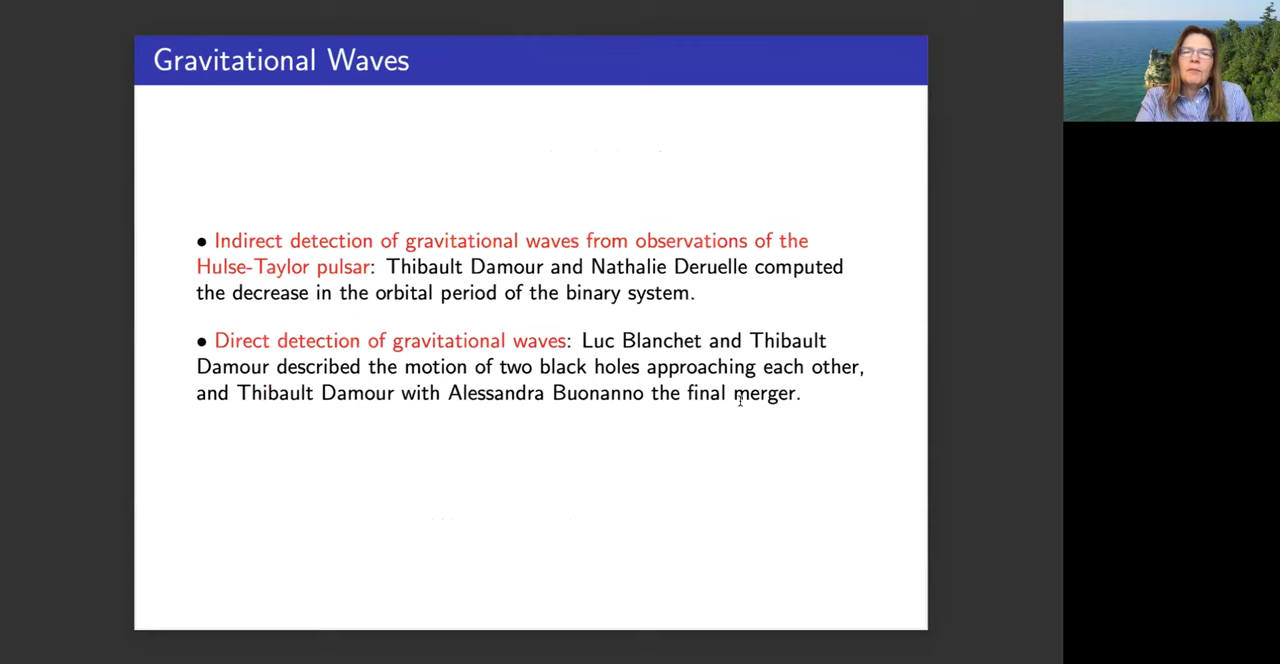 Gravitational Waves
• Indirect detection of gravitational waves from observations of the
Hulse-Taylor pulsar: Thibault Damour and Nathalie Deruelle computed
the decrease in the orbital period of the binary system.
• Direct detection of gravitational waves: Luc Blanchet and Thibault
Damour described the motion of two black holes approaching each other,
and Thibault Damour with Alessandra Buonanno the final merger.